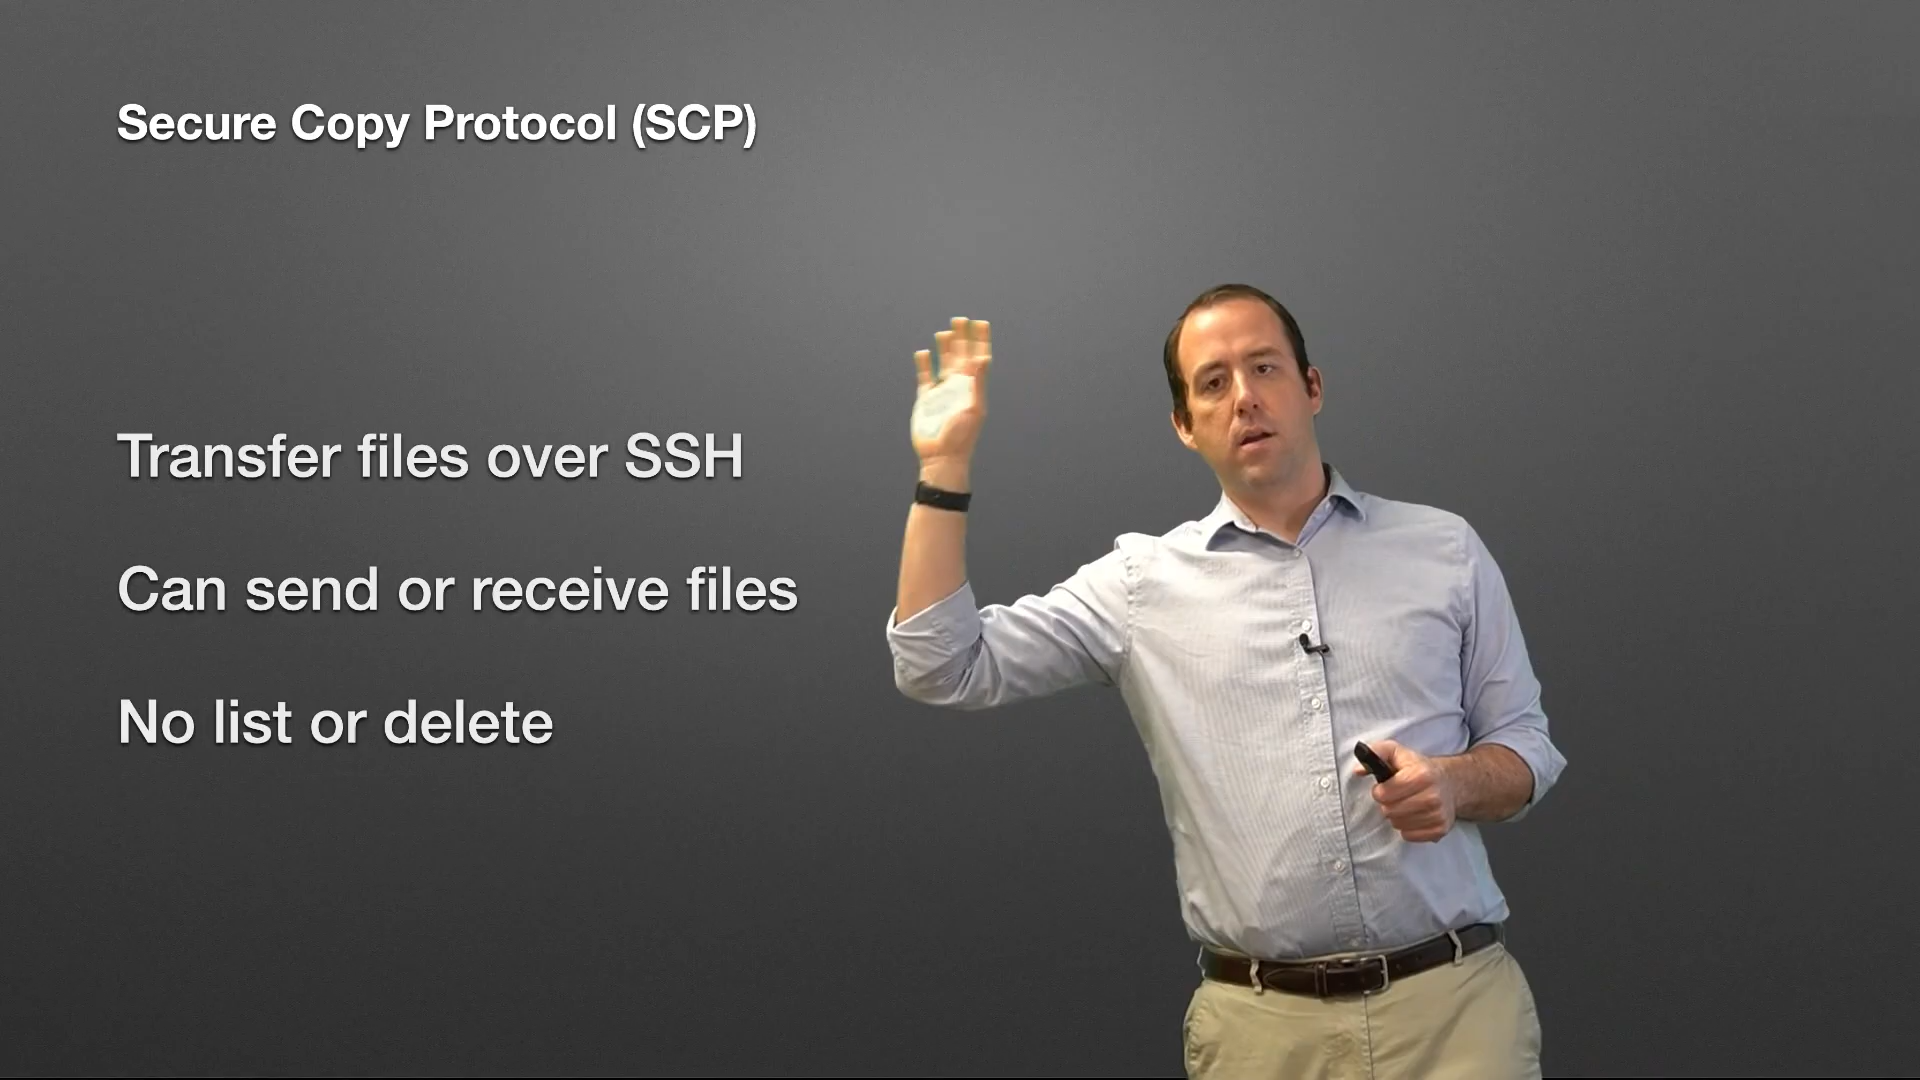 Secure Copy Protocol (SCP)
Transfer files over SSH
Can send or receive files
No list or delete